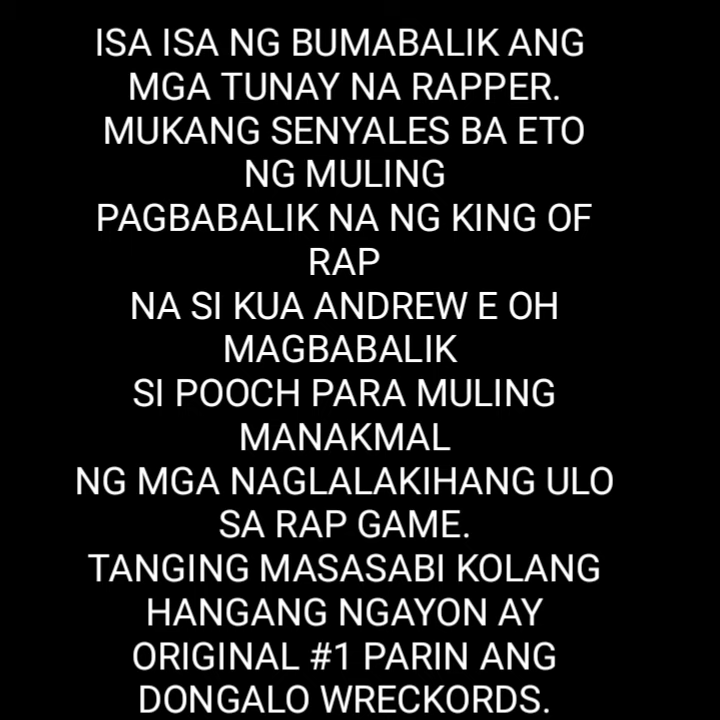 ISA ISA NG BUMABALIK ANG
MGA TUNAY NA RAPPER.
MUKANG SENYALES BA ETO
NG MULING
PAGBABALIK NA NG KING OF
RAP
NA SI KUA ANDREW E OH
MAGBABALIK
SI POOCH PARA MULING
MANAKMAL
NG MGA NAGLALAKIHANG ULO
SA RAP GAME.
TANGING MASASABI KOLANG
HANGANG NGAYON AY
ORIGINAL #1 PARIN ANG
DONGALO WRECKORDS.